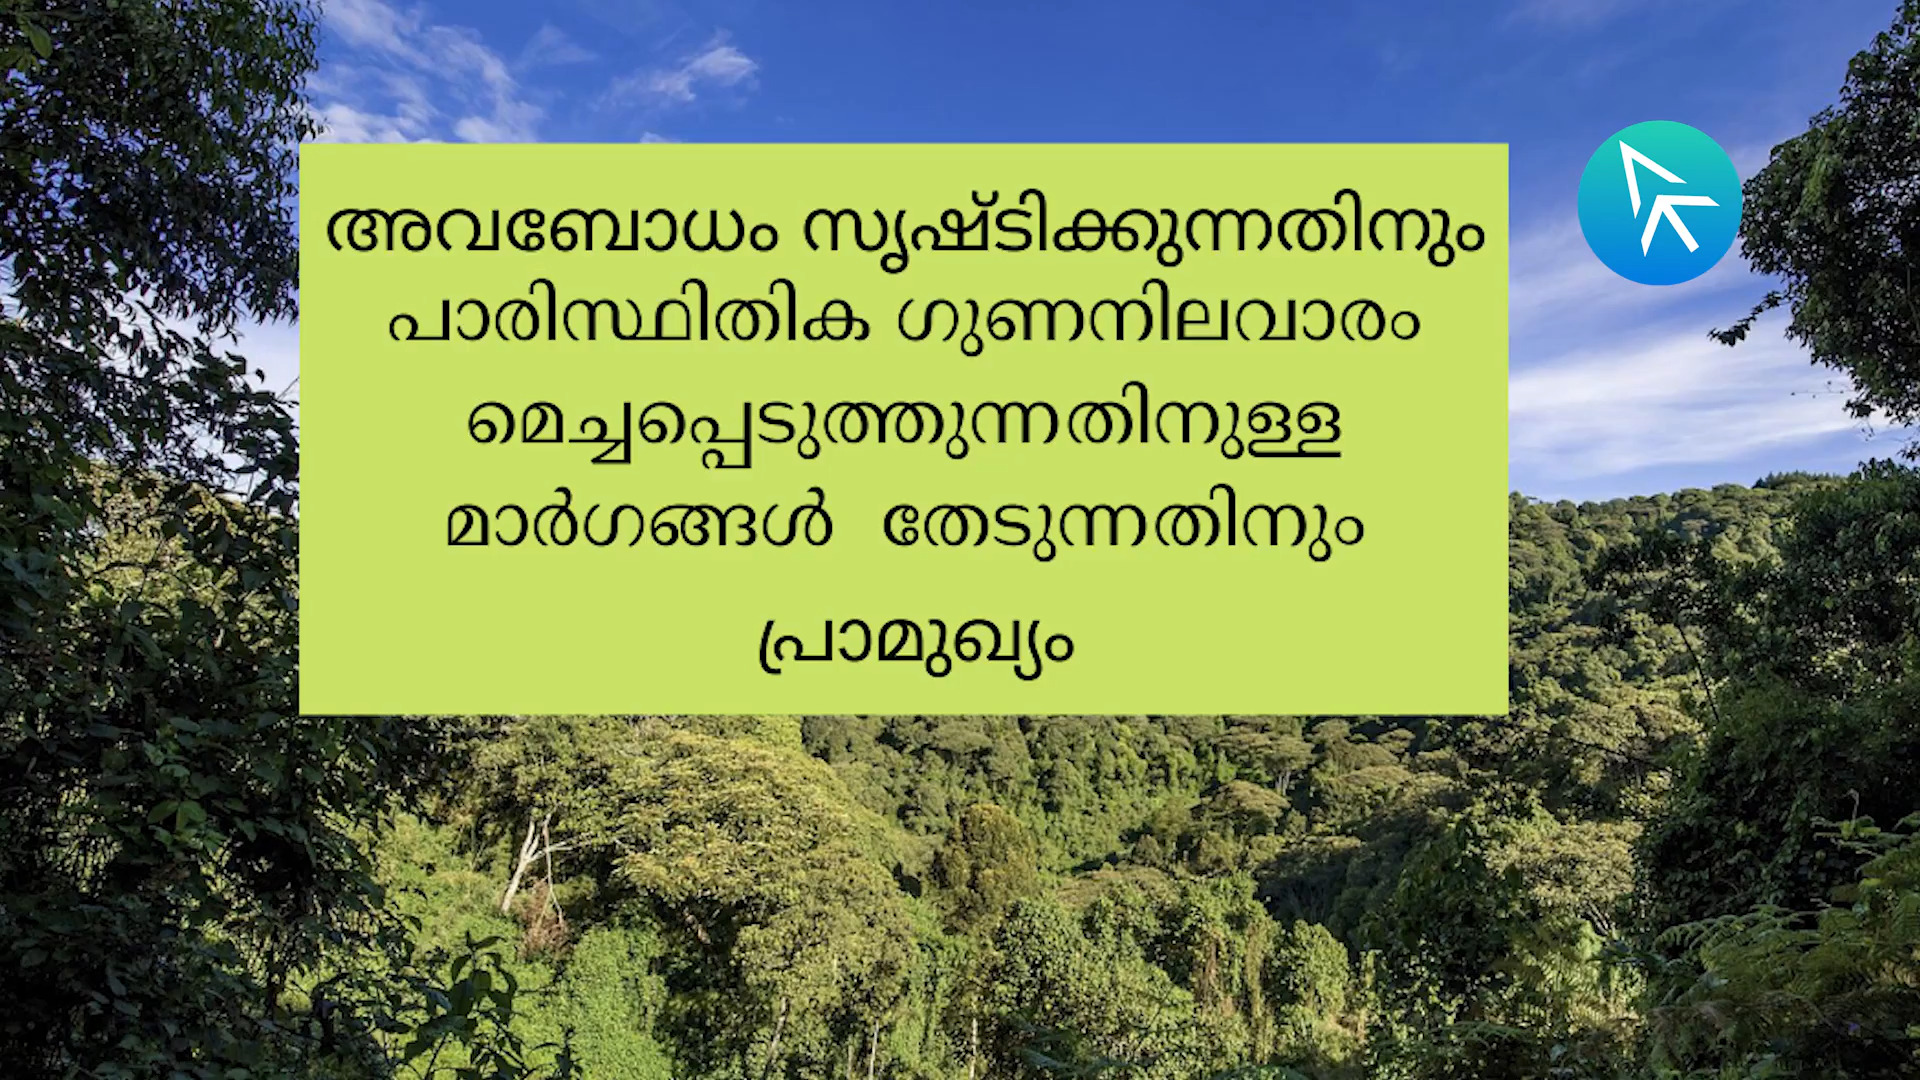 അവബോധം സൃഷ്ടിക്കുന്നതിനും
പാരിസ്ഥിതിക ഗുണനിലവാരം
മെച്ചപ്പെടുത്തുന്നതിനുള്ള
മാർഗങ്ങൾ തേടുന്നതിനും
പ്രാമുഖ്യം